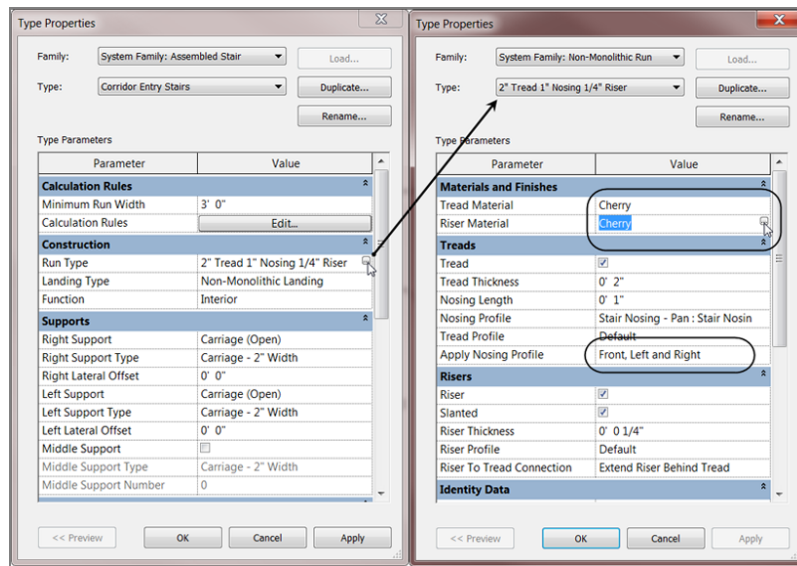 Type Properties
Family: System Family: Assembled Stair Load...
Type: Corridor Entry Stairs Duplicate...
Rename...
Type Parameters
Parameter Value
Calculation Rules
Minimum Run Width 3' 0"
Calculation Rules Edit...
Construction
Run Type 2" Tread 1" Nosing 1/4" Riser
Landing Type Non-Monolithic Landing
Function Interior
Supports
Right Support Carriage (Open)
Right Support Type Carriage - 2" Width
Right Lateral Offset 0' 0"
Left Support Carriage (Open)
Left Support Type Carriage - 2" Width
Left Lateral Offset 0' 0"
Middle Support
Middle Support Type Carriage - 2" Width
Middle Support Number 0
<< Preview OK Cancel Apply
Type Properties
Family: System Family: Non-Monolithic Run Load...
Type: 2" Tread 1" Nosing 1/4" Riser Duplicate...
Rename...
Type Parameters
Parameter Value
Materials and Finishes
Tread Material Cherry
Riser Material Cherry
Treads
Tread
Tread Thickness 0' 2"
Nosing Length 0' 1"
Nosing Profile Stair Nosing - Pan : Stair Nosin
Tread Profile Default
Apply Nosing Profile Front, Left and Right
Risers
Riser
Slanted
Riser Thickness 0' 0 1/4"
Riser Profile Default
Riser To Tread Connection Extend Riser Behind Tread
Identity Data
<< Preview OK Cancel Apply